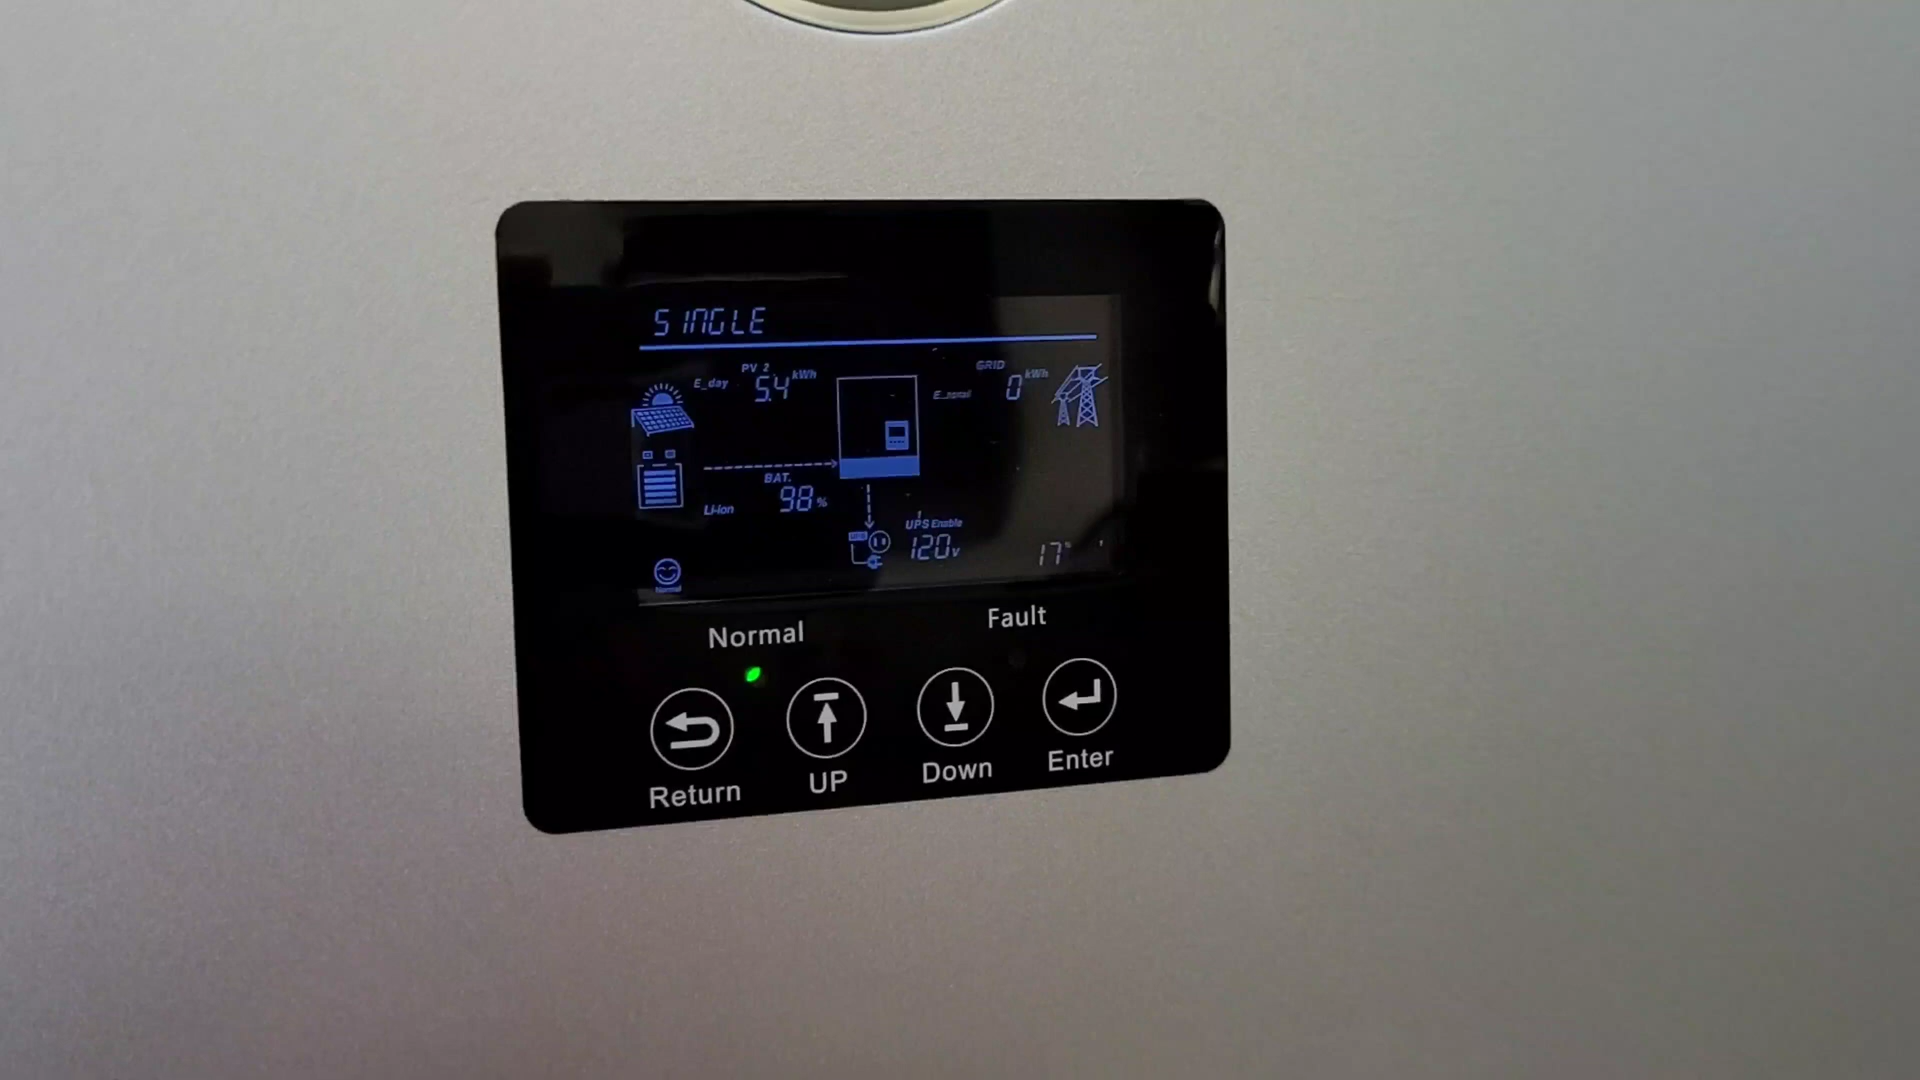 SINGLE
PV 2 GRID
E_day 5.4 kWh 0 kWh
BAT.
Li-ion 98 %
UPS Enable
120 v
17
Normal
Normal Fault
Return UP Down Enter